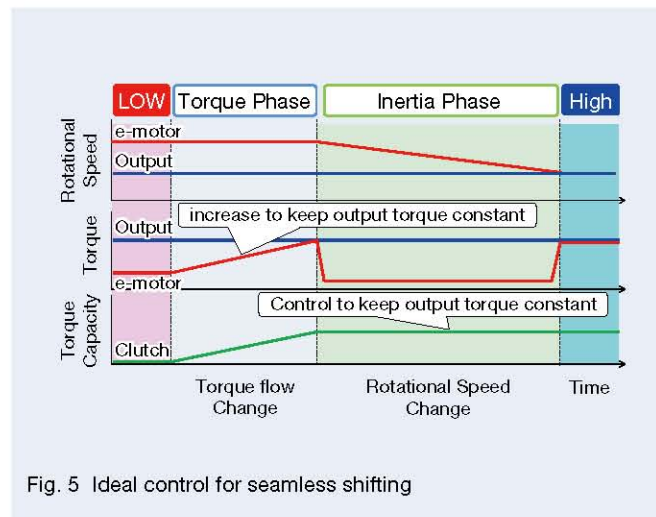 LOW Torque Phase Inertia Phase High
Rotational
Speed
e-motor
Output
Torque
Output
increase to keep output torque constant
e-motor
Torque
Capacity
Control to keep output torque constant
Clutch
Torque flow
Change
Rotational Speed
Change
Time
Fig. 5 Ideal control for seamless shifting